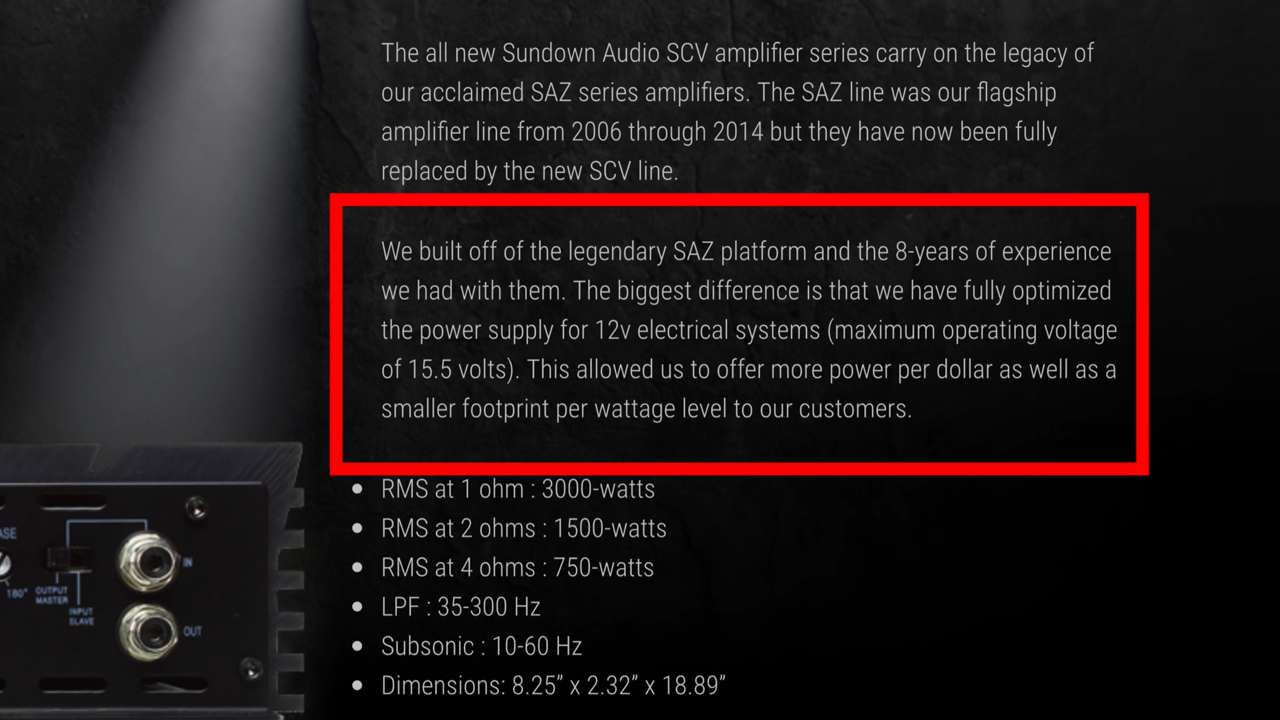 The all new Sundown Audio SCV amplifier series carry on the legacy of
our acclaimed SAZ series amplifiers. The SAZ line was our flagship
amplifier line from 2006 through 2014 but they have now been fully
replaced by the new SCV line.
We built off of the legendary SAZ platform and the 8-years of experience
we had with them. The biggest difference is that we have fully optimized
the power supply for 12v electrical systems (maximum operating voltage
of 15.5 volts). This allowed us to offer more power per dollar as well as a
smaller footprint per wattage level to our customers.
• RMS at 1 ohm : 3000-watts
• RMS at 2 ohms : 1500-watts
• RMS at 4 ohms : 750-watts
• LPF : 35-300 Hz
• Subsonic : 10-60 Hz
• Dimensions: 8.25” x 2.32” x 18.89”
180°
OUTPUT
MASTER
INPUT
SLAVE
IN
OUT